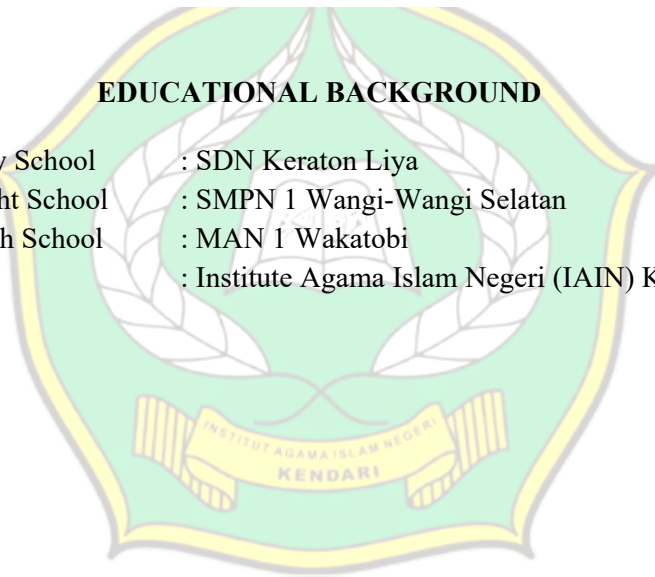 EDUCATIONAL BACKGROUND
y School : SDN Keraton Liya
ht School : SMPN 1 Wangi-Wangi Selatan
h School : MAN 1 Wakatobi
: Institute Agama Islam Negeri (IAIN) K
INSTITUT AGAMA ISLAM NEGERI
KENDARI